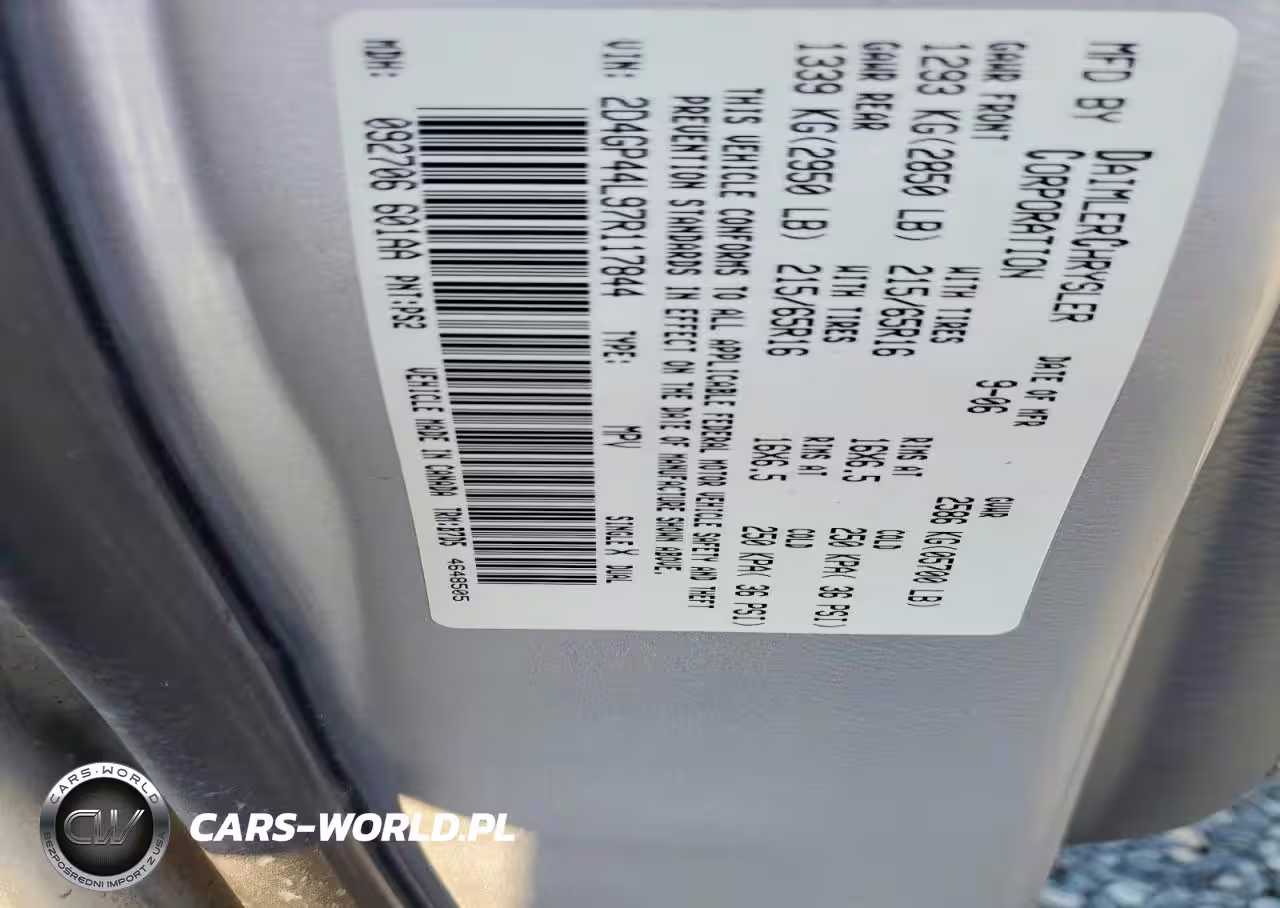 MFD BY DAIMLERCHRYSLER CORPORATION
DATE OF MFR 9-06
GVWR 2586 KG(05700 LB)
GAWR FRONT WITH TIRES RIMS AT COLD
1293 KG(2850 LB) 215/65R16 16X6.5 250 KPA( 36 PSI)
GAWR REAR WITH TIRES RIMS AT COLD
1339 KG(2950 LB) 215/65R16 16X6.5 250 KPA( 36 PSI)
THIS VEHICLE CONFORMS TO ALL APPLICABLE FEDERAL MOTOR VEHICLE SAFETY AND THEFT
PREVENTION STANDARDS IN EFFECT ON THE DATE OF MANUFACTURE SHOWN ABOVE.
VIN: 2D4GP44L97R117844 TYPE: MPV SINGLE X DUAL
VEHICLE MADE IN CANADA 4648505
MDH: 092706 601AA PNT:PS2 TRM:D7D5
CARS-WORLD
CW
BEZPOŚREDNI IMPORT Z USA
CARS-WORLD.PL